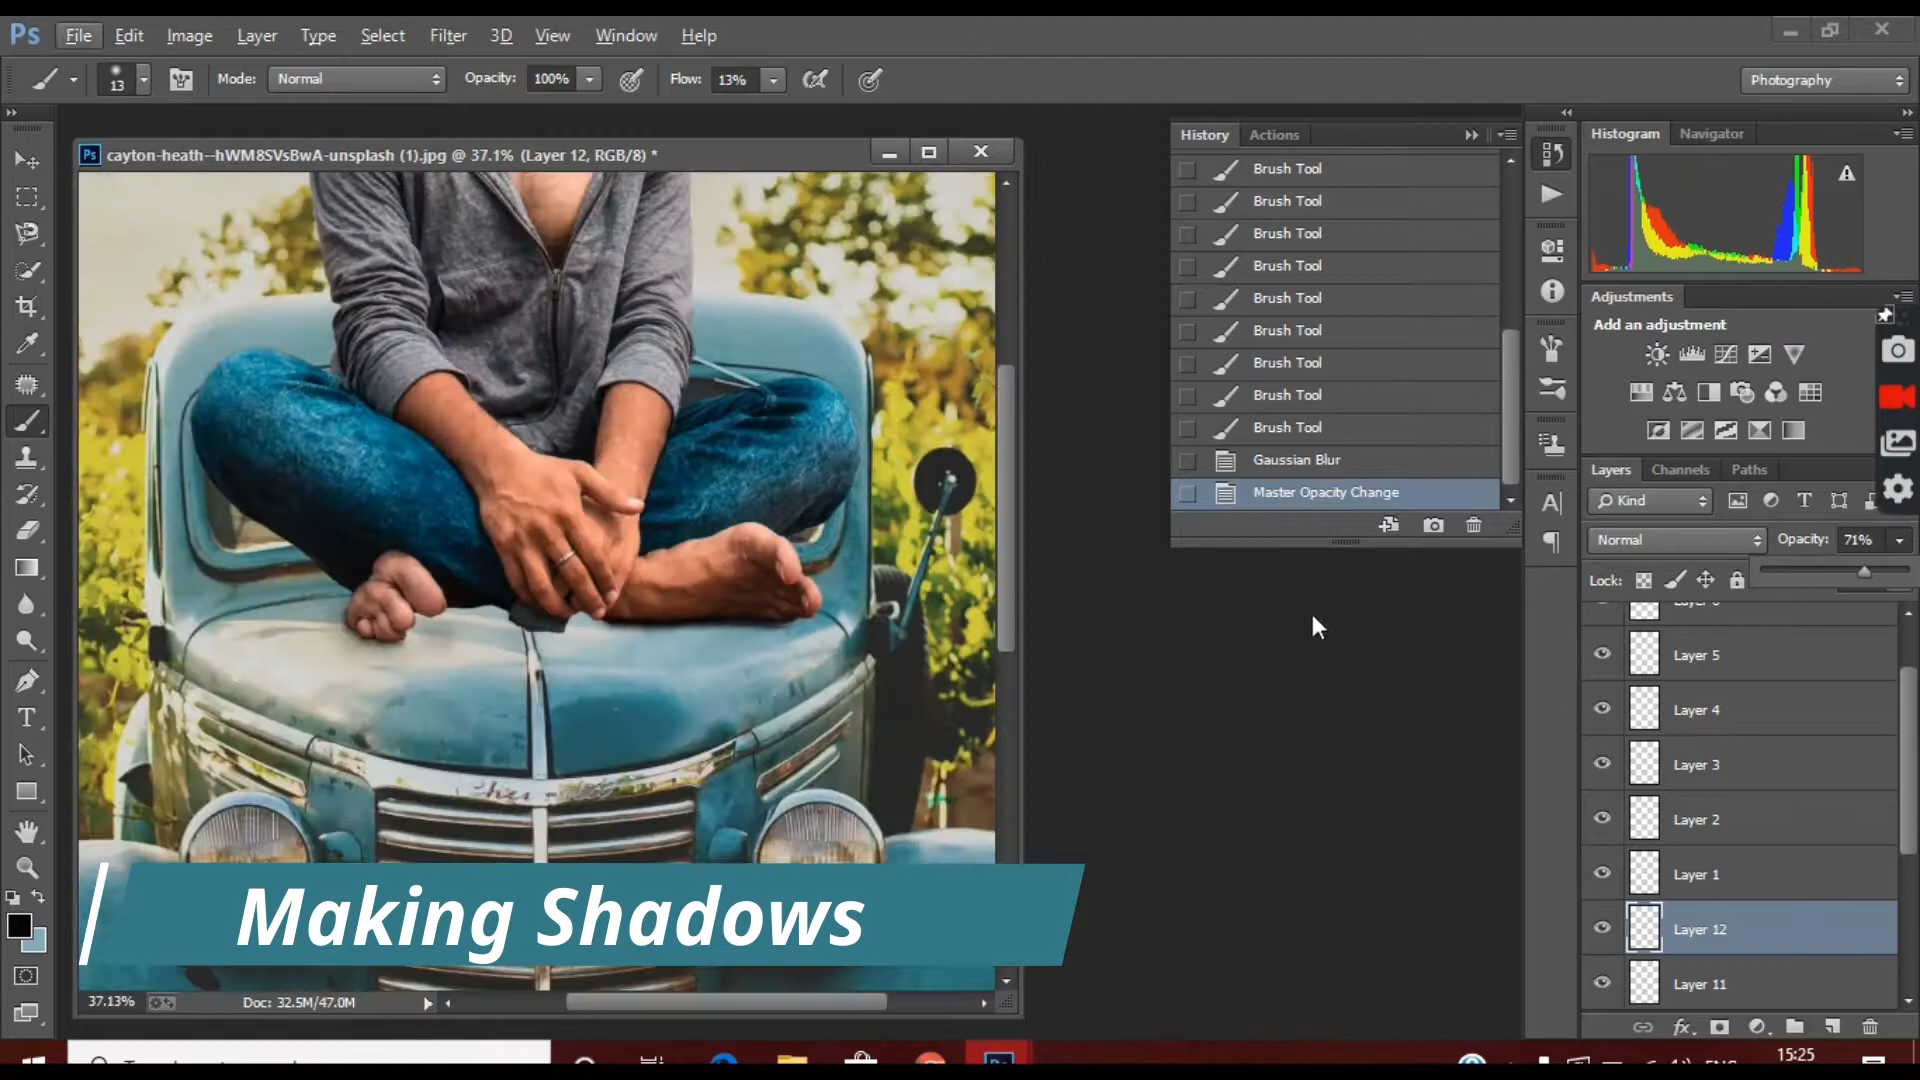 Ps File Edit Image Layer Type Select Filter 3D View Window Help
13 Mode: Normal Opacity: 100% Flow: 13% Photography
Ps cayton-heath--hWM8SVsBwA-unsplash (1).jpg @ 37.1% (Layer 12, RGB/8) *
History Actions
Brush Tool
Brush Tool
Brush Tool
Brush Tool
Brush Tool
Brush Tool
Brush Tool
Brush Tool
Brush Tool
Gaussian Blur
Master Opacity Change
Histogram Navigator
Adjustments
Add an adjustment
Layers Channels Paths
Kind
Normal Opacity: 71%
Lock:
Layer 5
Layer 4
Layer 3
Layer 2
Layer 1
Layer 12
Layer 11
fx
Making Shadows
37.13% Doc: 32.5M/47.0M
15:25